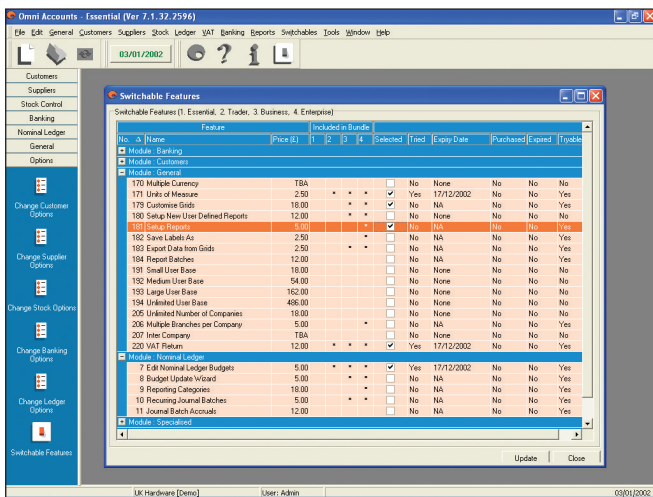 Omni Accounts - Essential (Ver 7.1.32.2596)
File Edit General Customers Suppliers Stock Ledger VAT Banking Reports Switchables Tools Window Help
03/01/2002
Customers
Suppliers
Stock Control
Banking
Nominal Ledger
General
Options
Change Customer Options
Change Supplier Options
Change Stock Options
Change Banking Options
Change Ledger Options
Switchable Features
Switchable Features
Switchable Features (1. Essential, 2. Trader, 3. Business, 4. Enterprise)
Feature Included in Bundle
No. Name Price (£) 1 2 3 4 Selected Tried Expiry Date Purchased Expired Tryable
Module : Banking
Module : Customers
Module : General
170 Multiple Currency TBA No None No No No
171 Units of Measure 2.50 * * * Yes 17/12/2002 No No Yes
179 Customise Grids 18.00 * * No NA No No Yes
180 Setup New User Defined Reports 12.00 * * No None No No No
181 Setup Reports 5.00 * No NA No No Yes
182 Save Labels As 2.50 * No NA No No Yes
183 Export Data from Grids 2.50 * * No NA No No Yes
184 Report Batches 12.00 No NA No No Yes
191 Small User Base 18.00 No None No No No
192 Medium User Base 54.00 No None No No No
193 Large User Base 162.00 No None No No No
194 Unlimited User Base 486.00 No None No No No
205 Unlimited Number of Companies 18.00 No None No No No
206 Multiple Branches per Company 5.00 * No NA No No Yes
207 Inter Company TBA No None No No No
220 VAT Return 12.00 * * * Yes 17/12/2002 No No Yes
Module : Nominal Ledger
7 Edit Nominal Ledger Budgets 5.00 * * * Yes 17/12/2002 No No Yes
8 Budget Update Wizard 5.00 * * No NA No No Yes
9 Reporting Categories 18.00 * No NA No No Yes
10 Recuring Journal Batches 5.00 * * No NA No No Yes
11 Journal Batch Accruals 12.00 No NA No No Yes
Module : Specialised
Update Close
UK Hardware [Demo] User: Admin 03/01/2002